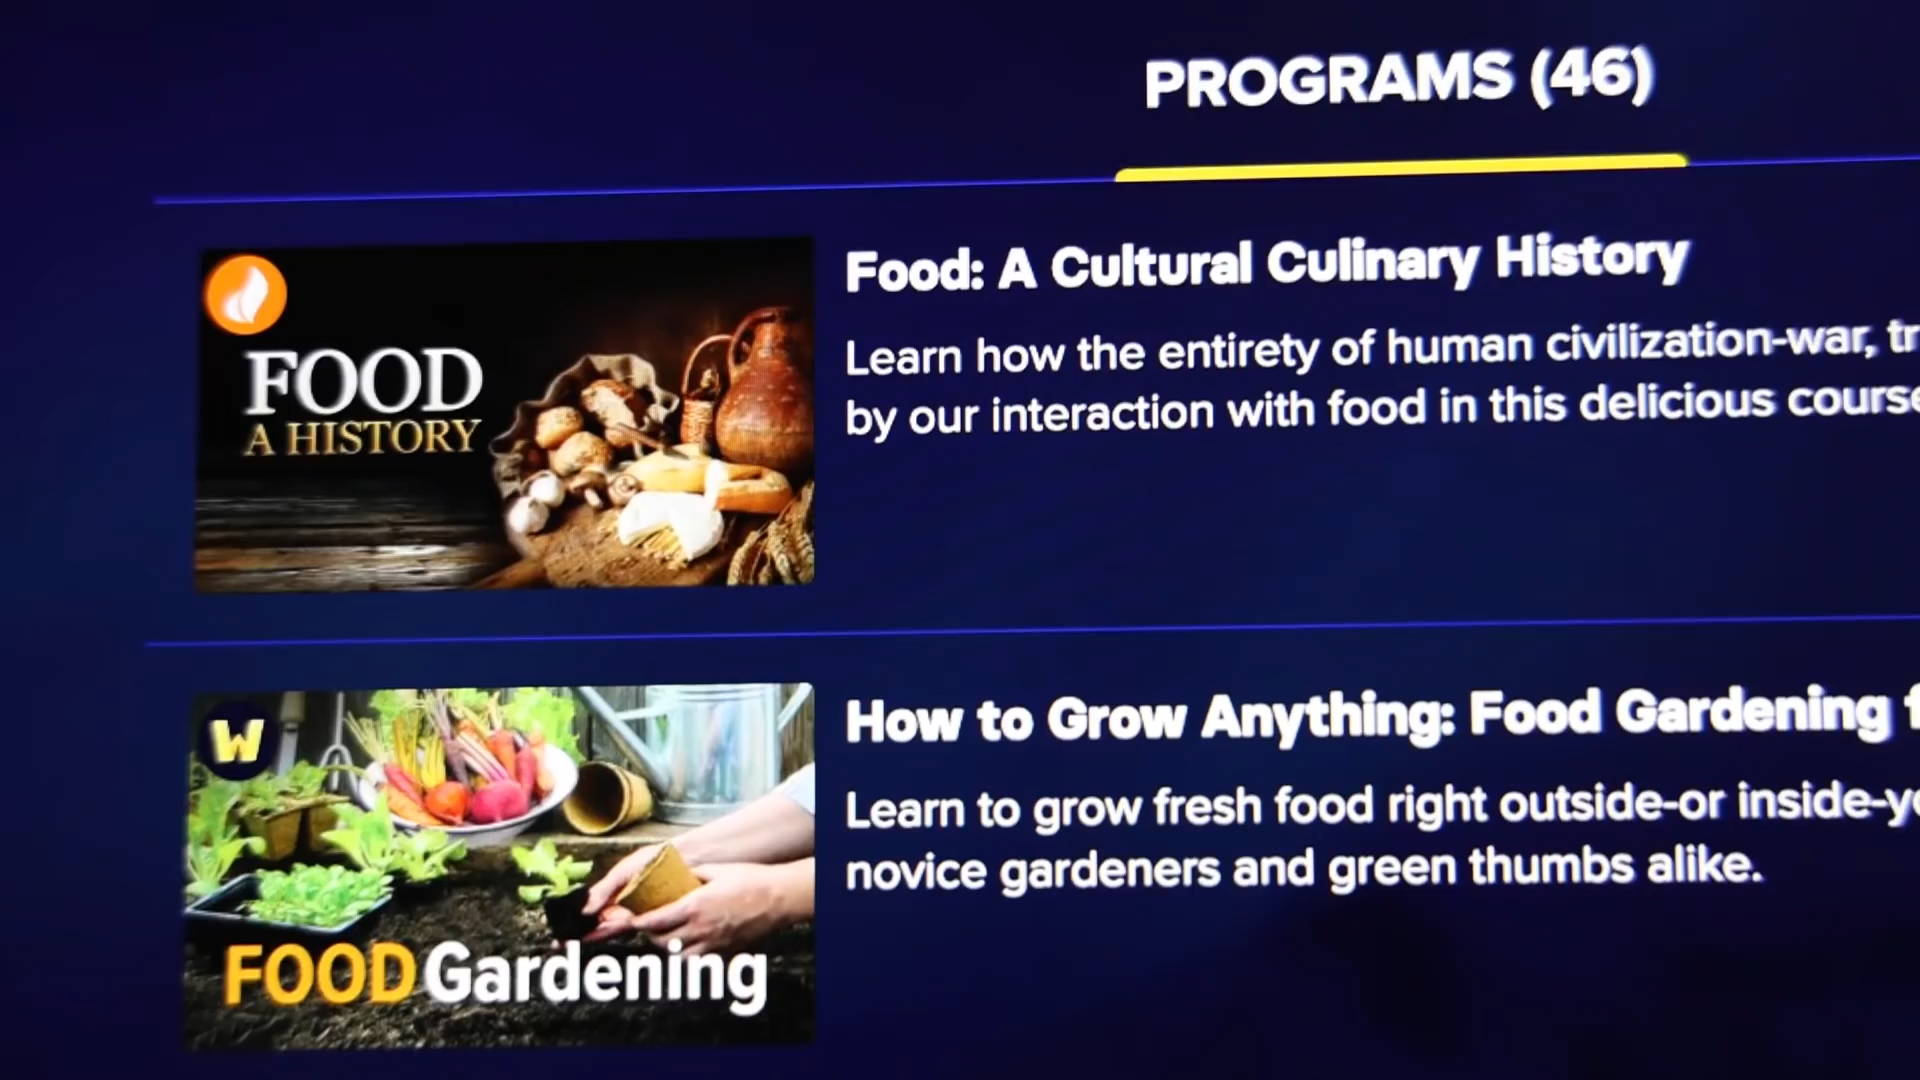 PROGRAMS (46)
FOOD
A HISTORY
Food: A Cultural Culinary History
Learn how the entirety of human civilization-war,
by our interaction with food in this delicious course
W
FOOD Gardening
How to Grow Anything: Food Gardening
Learn to grow fresh food right outside-or inside-
novice gardeners and green thumbs alike.